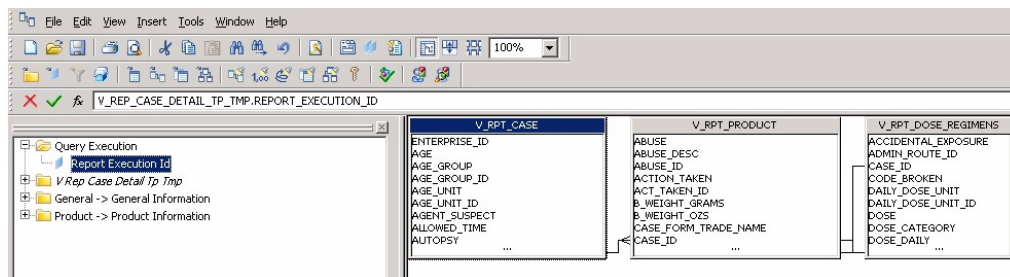 File Edit View Insert Tools Window Help
100%
V_REP_CASE_DETAIL_TP_TMP.REPORT_EXECUTION_ID
Query Execution
Report Execution Id
V Rep Case Detail Tp Tmp
General -> General Information
Product -> Product Information
V_RPT_CASE
ENTERPRISE_ID
AGE
AGE_GROUP
AGE_GROUP_ID
AGE_UNIT
AGE_UNIT_ID
AGENT_SUSPECT
ALLOWED_TIME
AUTOPSY
...
V_RPT_PRODUCT
ABUSE
ABUSE_DESC
ABUSE_ID
ACTION_TAKEN
ACT_TAKEN_ID
B_WEIGHT_GRAMS
B_WEIGHT_OZS
CASE_FORM_TRADE_NAME
CASE_ID
...
V_RPT_DOSE_REGIMENS
ACCIDENTAL_EXPOSURE
ADMIN_ROUTE_ID
CASE_ID
CODE_BROKEN
DAILY_DOSE_UNIT
DAILY_DOSE_UNIT_ID
DOSE
DOSE_CATEGORY
DOSE_DAILY
...